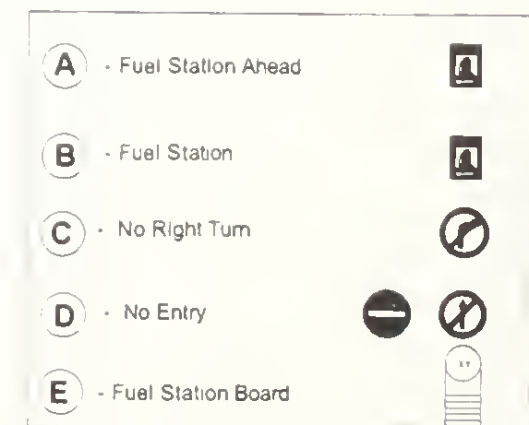 A - Fuel Station Ahead
B - Fuel Station
C - No Right Turn
D - No Entry
E - Fuel Station Board